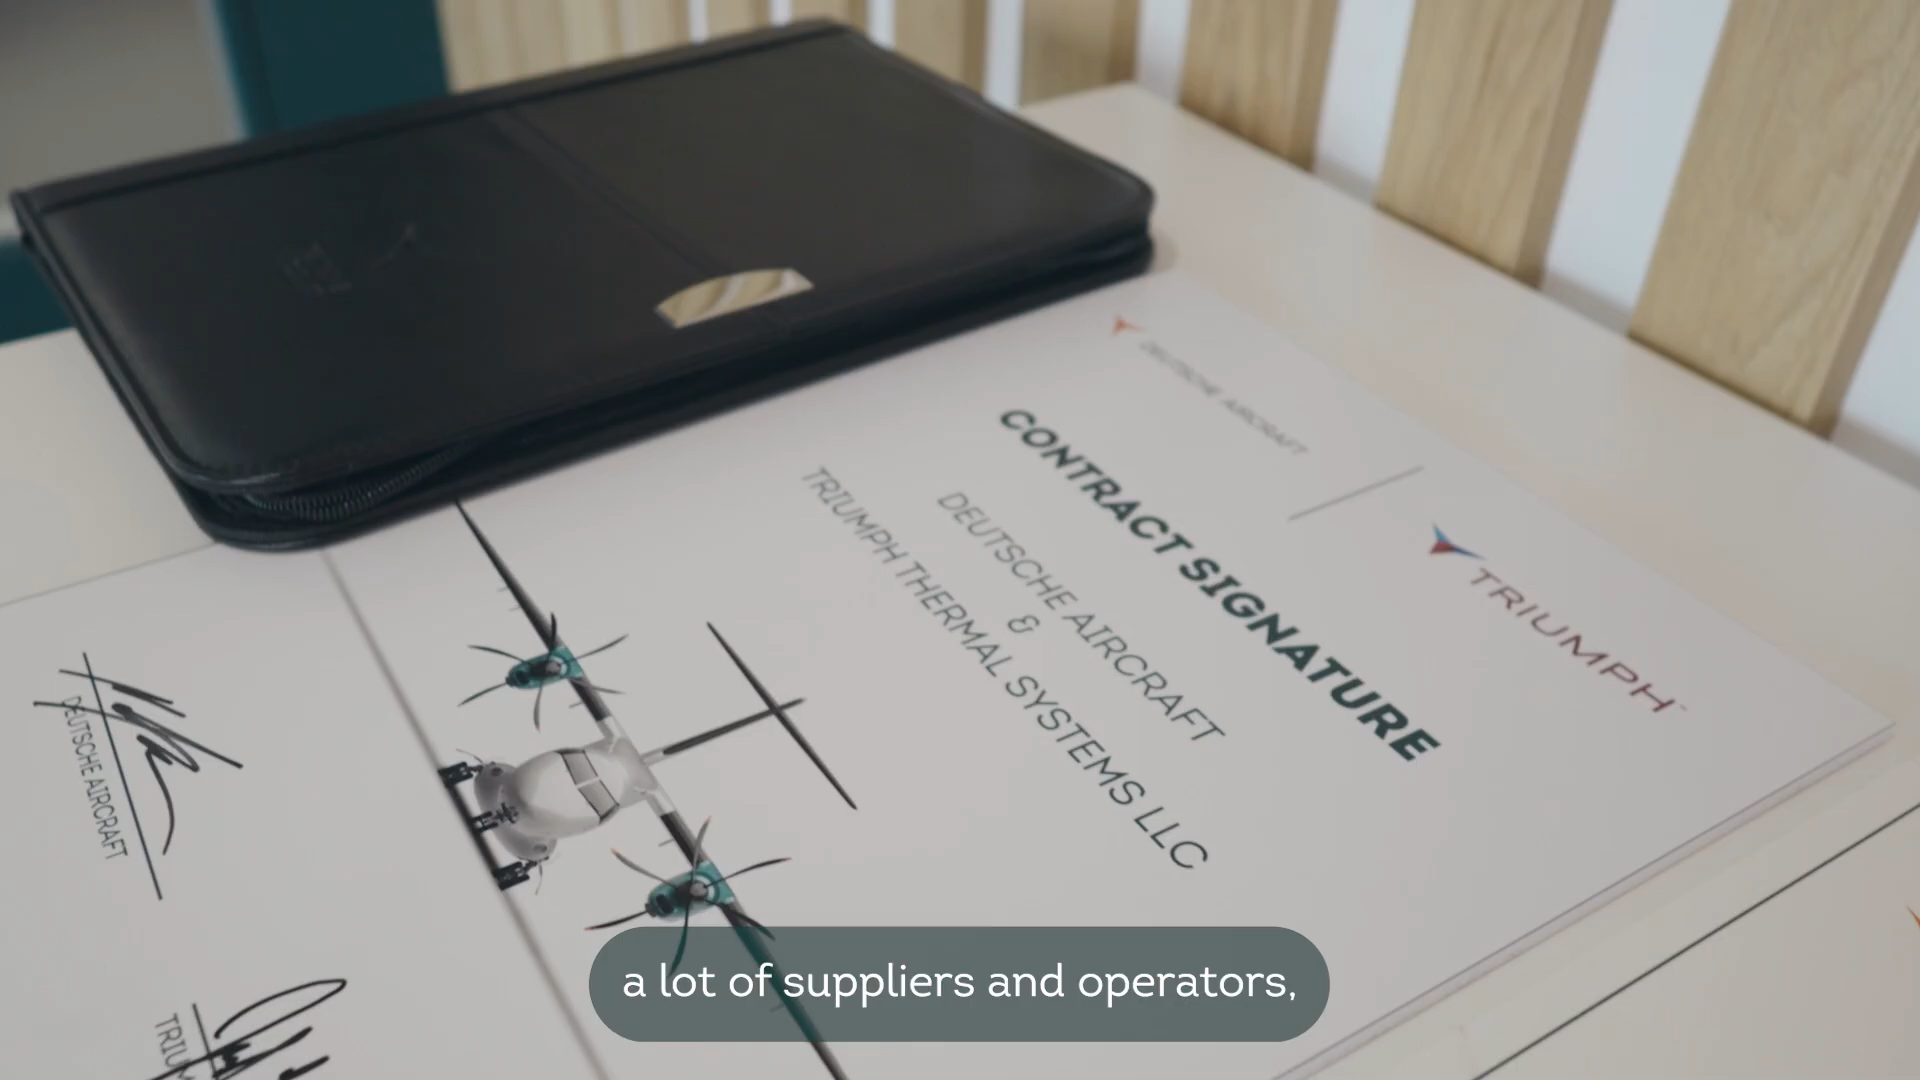 DEUTSCHE AIRCRAFT
TRIUMPH
CONTRACT SIGNATURE
DEUTSCHE AIRCRAFT
&
TRIUMPH THERMAL SYSTEMS LLC
DEUTSCHE AIRCRAFT
a lot of suppliers and operators,